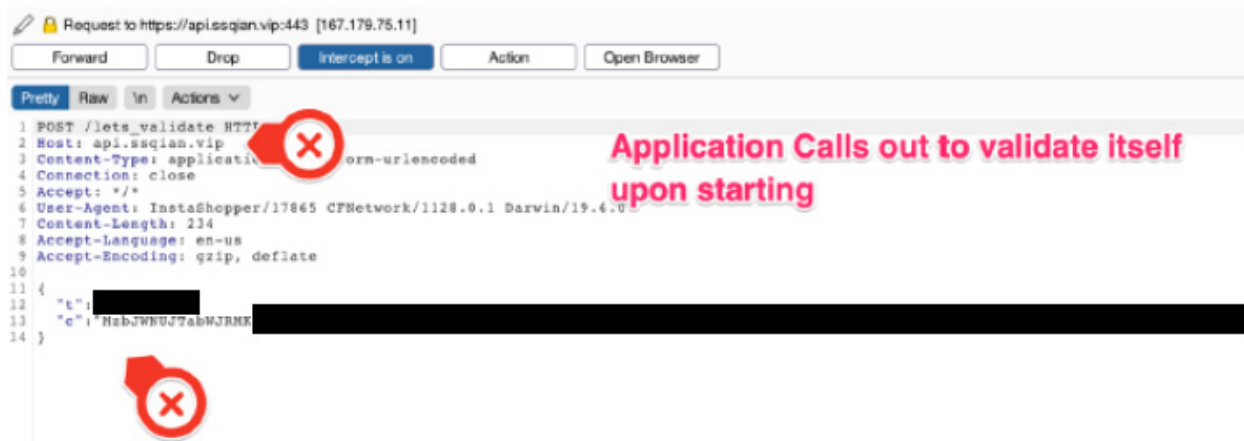 Request to https://api.ssqian.vip:443 [167.179.75.11]
Forward Drop Intercept is on Action Open Browser
Pretty Raw \n Actions
1 POST /lets_validate HTTP
2 Host: api.ssqian.vip
3 Content-Type: applicati orm-urlencoded
4 Connection: close
5 Accept: */*
6 User-Agent: InstaShopper/17865 CFNetwork/1128.0.1 Darwin/19.6.0
7 Content-Length: 234
8 Accept-Language: en-us
9 Accept-Encoding: gzip, deflate
10
11 {
12 "t":
13 "c":"MzbJWNUJTabWJRMK
14 }
Application Calls out to validate itself
upon starting